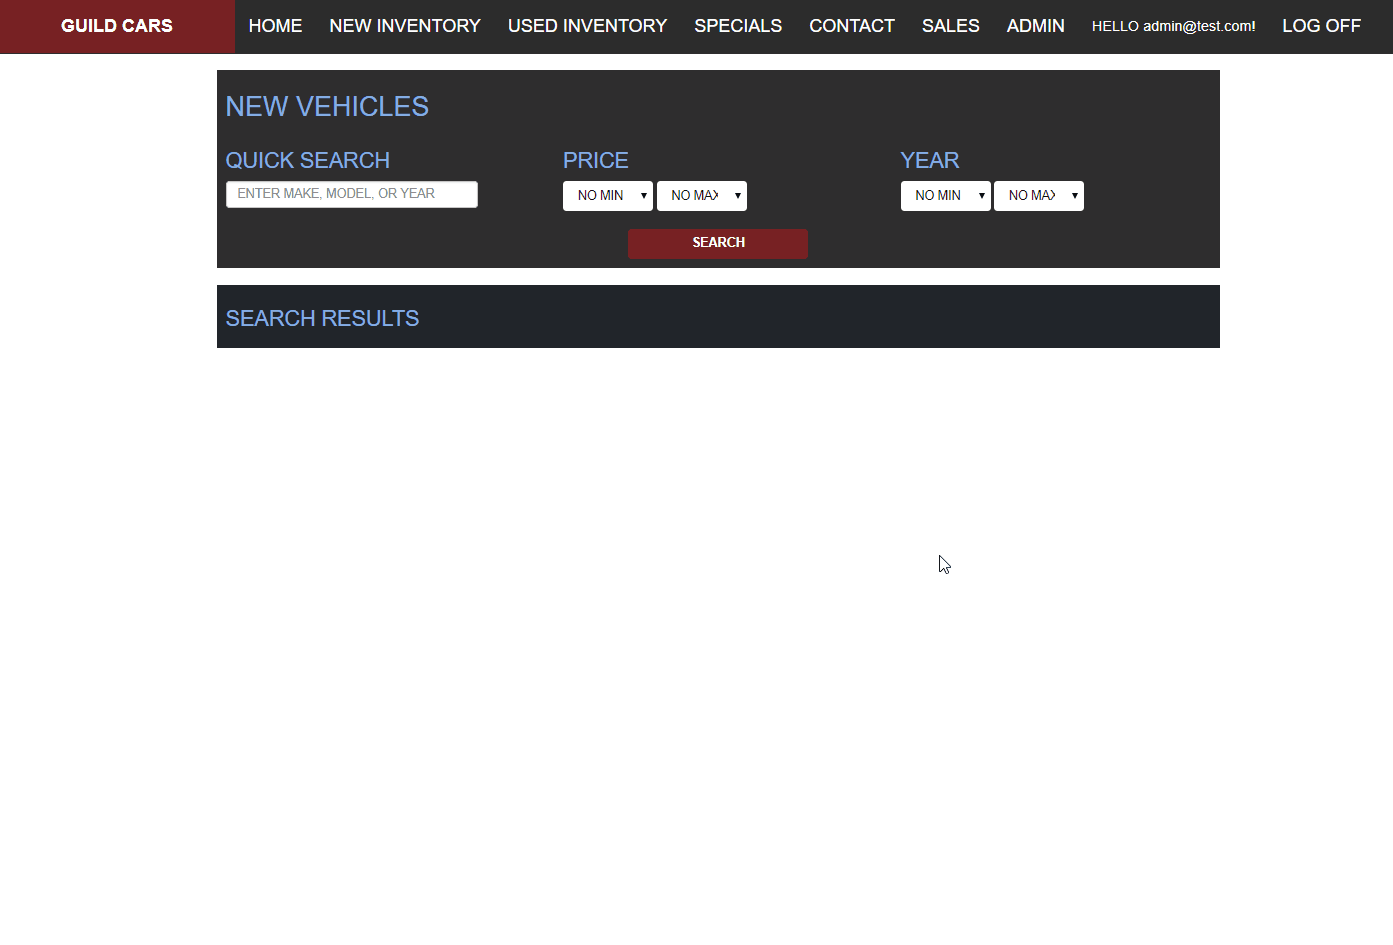 GUILD CARS HOME NEW INVENTORY USED INVENTORY SPECIALS CONTACT SALES ADMIN HELLO admin@test.com! LOG OFF
NEW VEHICLES
QUICK SEARCH PRICE YEAR
ENTER MAKE, MODEL, OR YEAR NO MIN NO MAX NO MIN NO MAX
SEARCH
SEARCH RESULTS